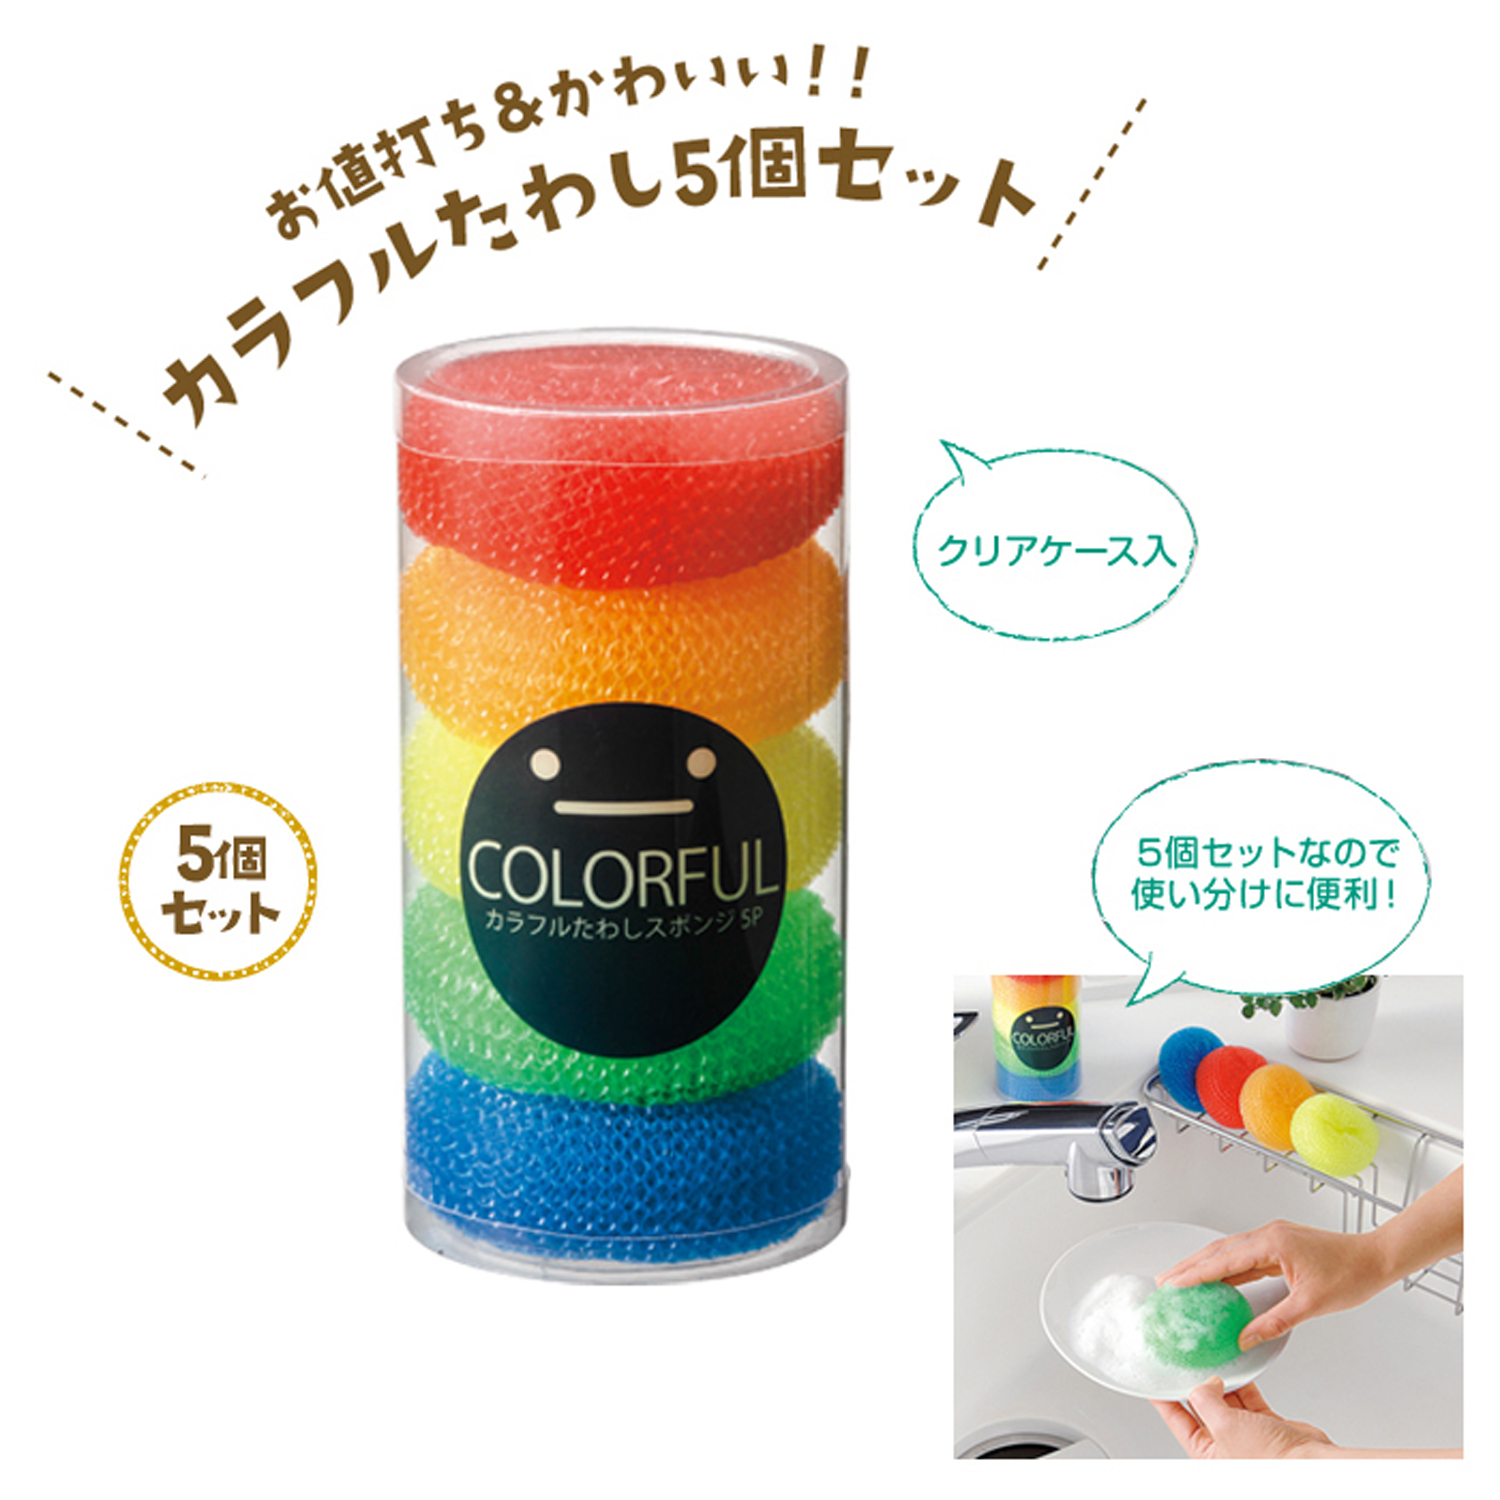 お値打ち&かわいい!!
カラフルたわし5個セット
クリアケース入
5個
セット
COLORFUL
カラフルたわしスポンジ 5P
5個セットなので
使い分けに便利!
COLORFUL